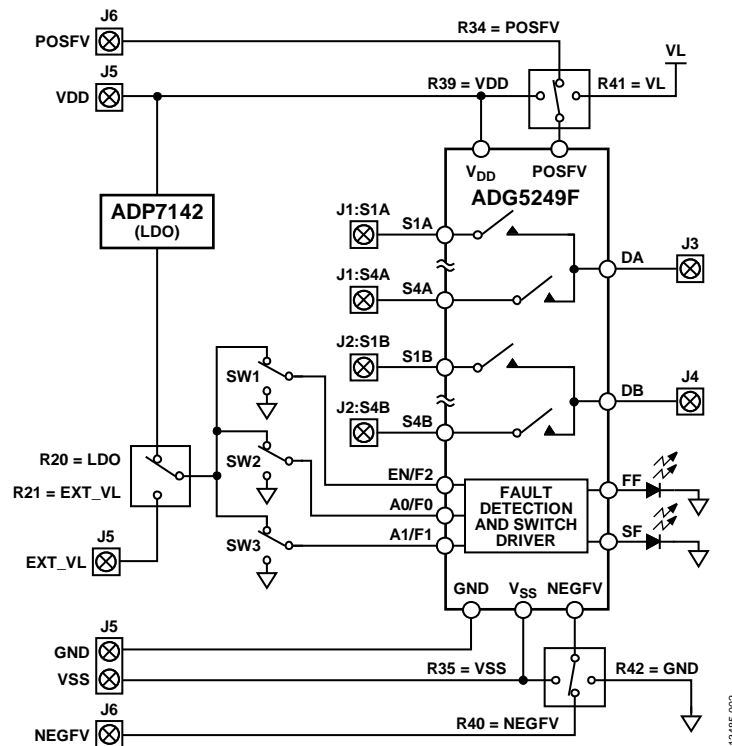 J6
POSFV
R34 = POSFV
VL
J5
VDD
R39 = VDD
R41 = VL
VDD
POSFV
ADG5249F
ADP7142
(LDO)
J1:S1A
S1A
DA
J3
J1:S4A
S4A
J2:S1B
S1B
DB
J4
J2:S4B
S4B
SW1
SW2
SW3
R20 = LDO
R21 = EXT_VL
EN/F2
A0/F0
A1/F1
FAULT
DETECTION
AND SWITCH
DRIVER
FF
SF
J5
EXT_VL
GND
VSS
NEGFV
J5
GND
VSS
R35 = VSS
R42 = GND
J6
NEGFV
R40 = NEGFV